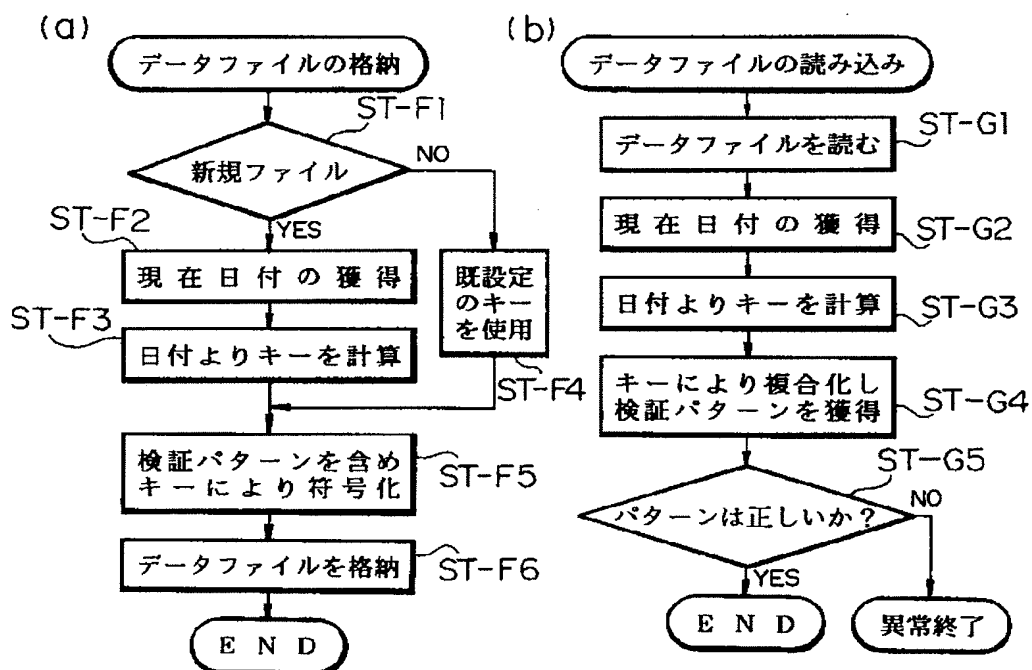 (a)
データファイルの格納
ST-F1
新規ファイル
NO
YES
ST-F2
現在日付の獲得
ST-F3
日付よりキーを計算
既設定
のキー
を使用
ST-F4
検証パターンを含め
キーにより符号化
ST-F5
データファイルを格納
ST-F6
END
(b)
データファイルの読み込み
データファイルを読む
ST-G1
現在日付の獲得
ST-G2
日付よりキーを計算
ST-G3
キーにより複合化し
検証パターンを獲得
ST-G4
ST-G5
パターンは正しいか?
NO
YES
END
異常終了